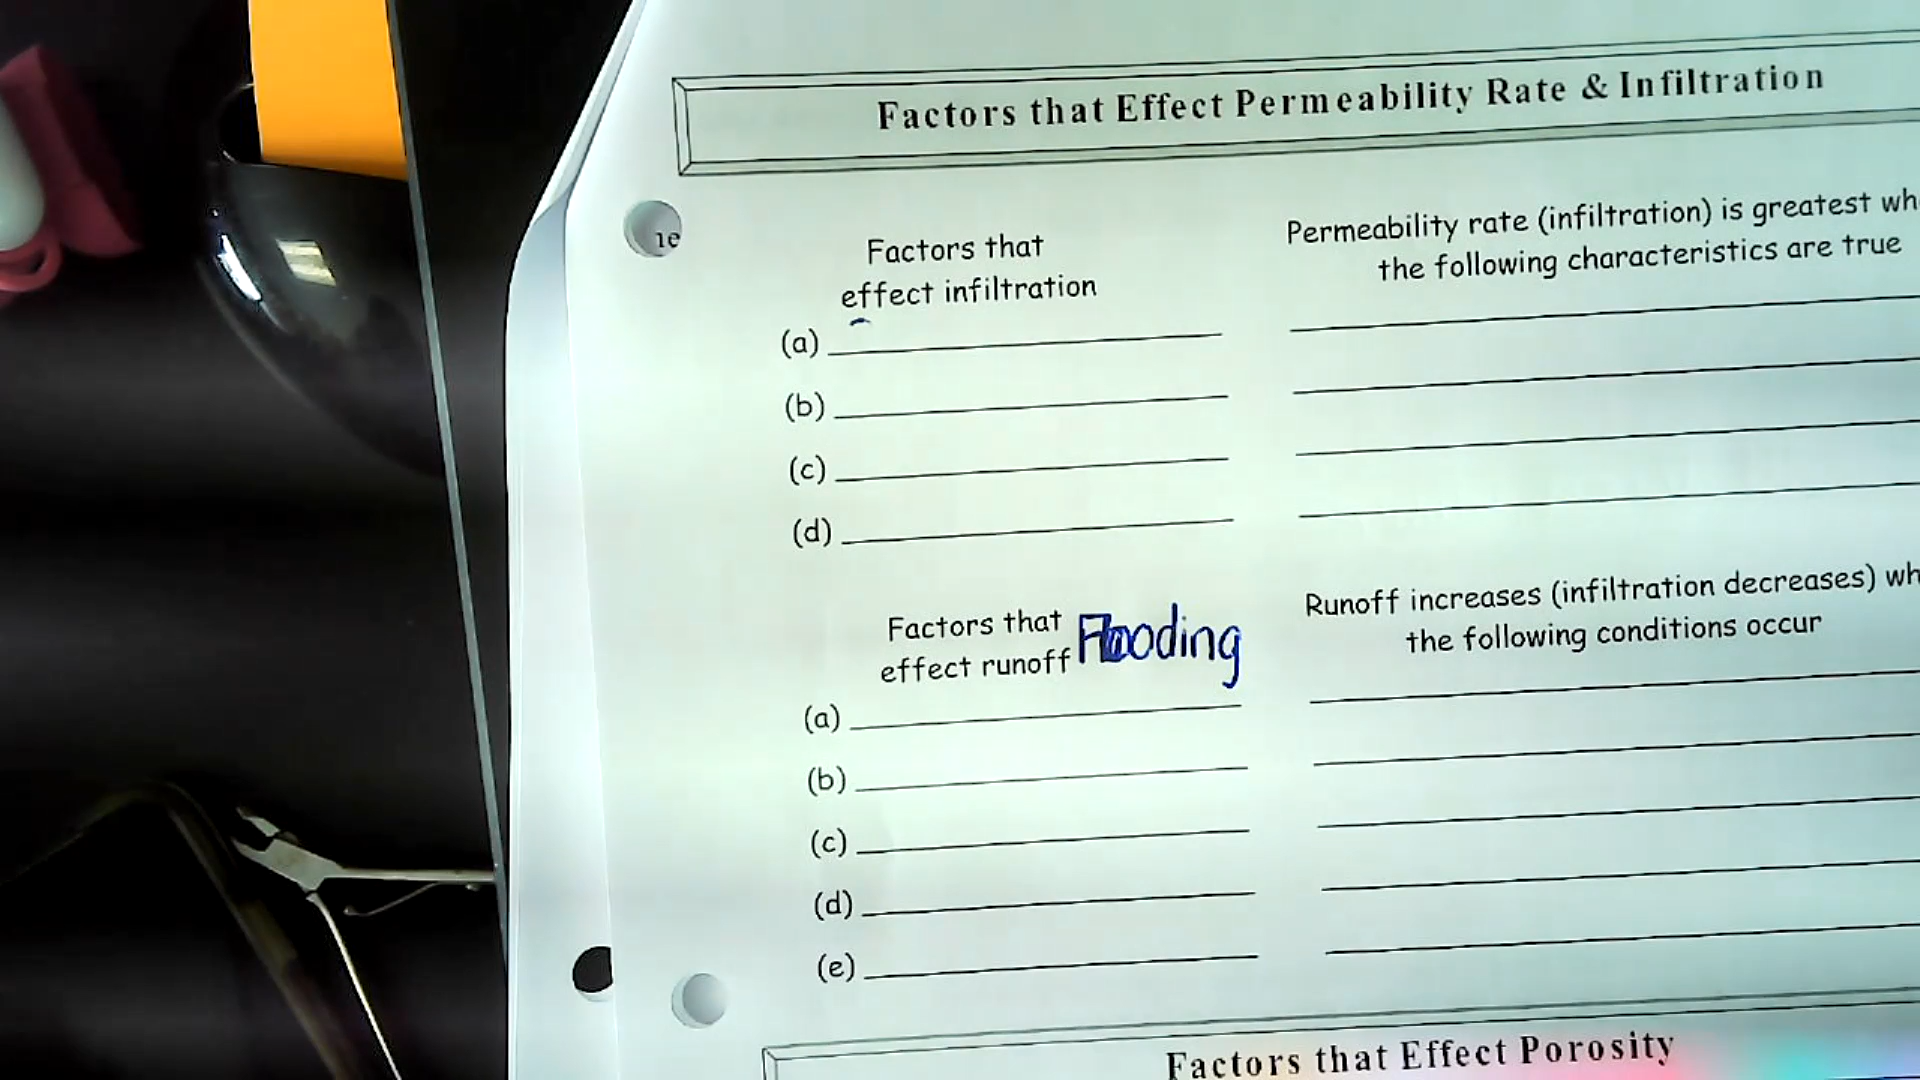 Factors that Effect Permeability Rate & Infiltration
ıe
Factors that
effect infiltration
Permeability rate (infiltration) is greatest wh
the following characteristics are true
(a)
(b)
(c)
(d)
Factors that
effect runoff Flooding
Runoff increases (infiltration decreases) wh
the following conditions occur
(a)
(b)
(c)
(d)
(e)
Factors that Effect Porosity